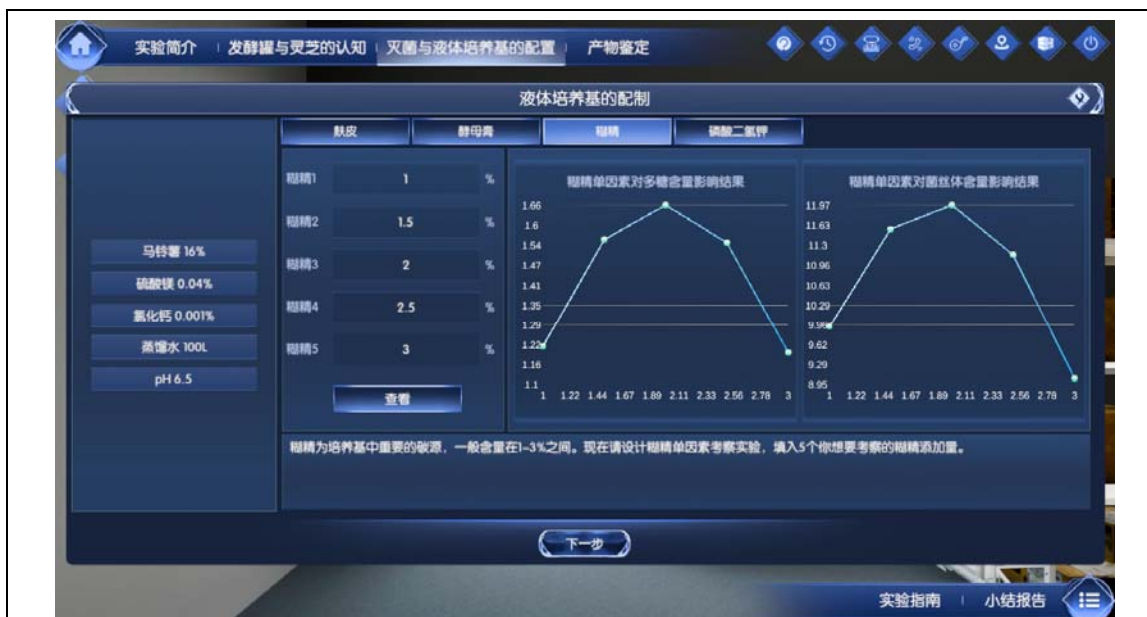 实验简介 发酵罐与灵芝的认知 灭菌与液体培养基的配置 产物鉴定
液体培养基的配制
麸皮 酵母膏 糊精 磷酸二氢钾
马铃薯 16%
硫酸镁 0.04%
氯化钙 0.001%
蒸馏水 100L
pH 6.5
糊精1 1 %
糊精2 1.5 %
糊精3 2 %
糊精4 2.5 %
糊精5 3 %
查看
糊精单因素对多糖含量影响结果
1.66
1.6
1.54
1.47
1.41
1.35
1.29
1.22
1.16
1.1
1 1.22 1.44 1.67 1.89 2.11 2.33 2.56 2.78 3
糊精单因素对菌丝体含量影响结果
11.97
11.63
11.3
10.96
10.63
10.29
9.96
9.62
9.29
8.95
1 1.22 1.44 1.67 1.89 2.11 2.33 2.56 2.78 3
糊精为培养基中重要的碳源，一般含量在1-3%之间。现在请设计糊精单因素考察实验，填入5个你想要考察的糊精添加量。
下一步
实验指南 小结报告